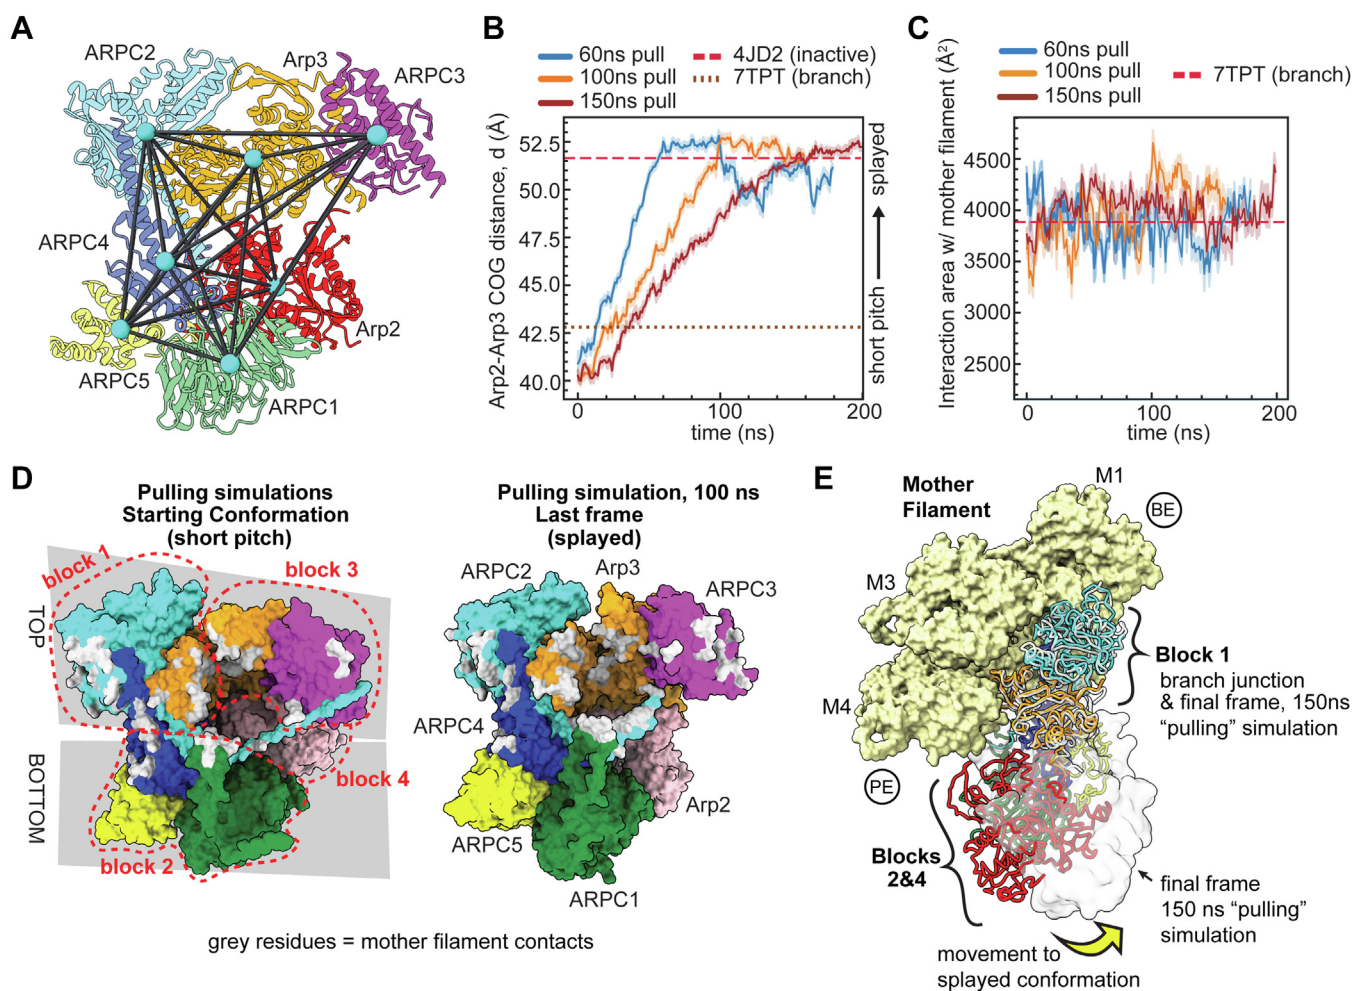 A
ARPC2
Arp3
ARPC3
ARPC4
Arp2
ARPC5
ARPC1
B
60ns pull
100ns pull
150ns pull
4JD2 (inactive)
7TPT (branch)
Arp2-Arp3 COG distance, d (Å)
52.5
50.0
47.5
45.0
42.5
40.0
0
100
200
time (ns)
short pitch
splayed
C
60ns pull
100ns pull
150ns pull
7TPT (branch)
Interaction area w/ mother filament (Å²)
4500
4000
3500
3000
2500
0
100
200
time (ns)
D
Pulling simulations
Starting Conformation
(short pitch)
block 1
block 3
TOP
BOTTOM
block 4
block 2
Pulling simulation, 100 ns
Last frame
(splayed)
ARPC2
Arp3
ARPC3
ARPC4
Arp2
ARPC5
ARPC1
grey residues = mother filament contacts
E
Mother
Filament
M1
BE
M3
M4
PE
Block 1
branch junction
& final frame, 150ns
“pulling” simulation
Blocks
2&4
final frame
150 ns “pulling”
simulation
movement to
splayed conformation